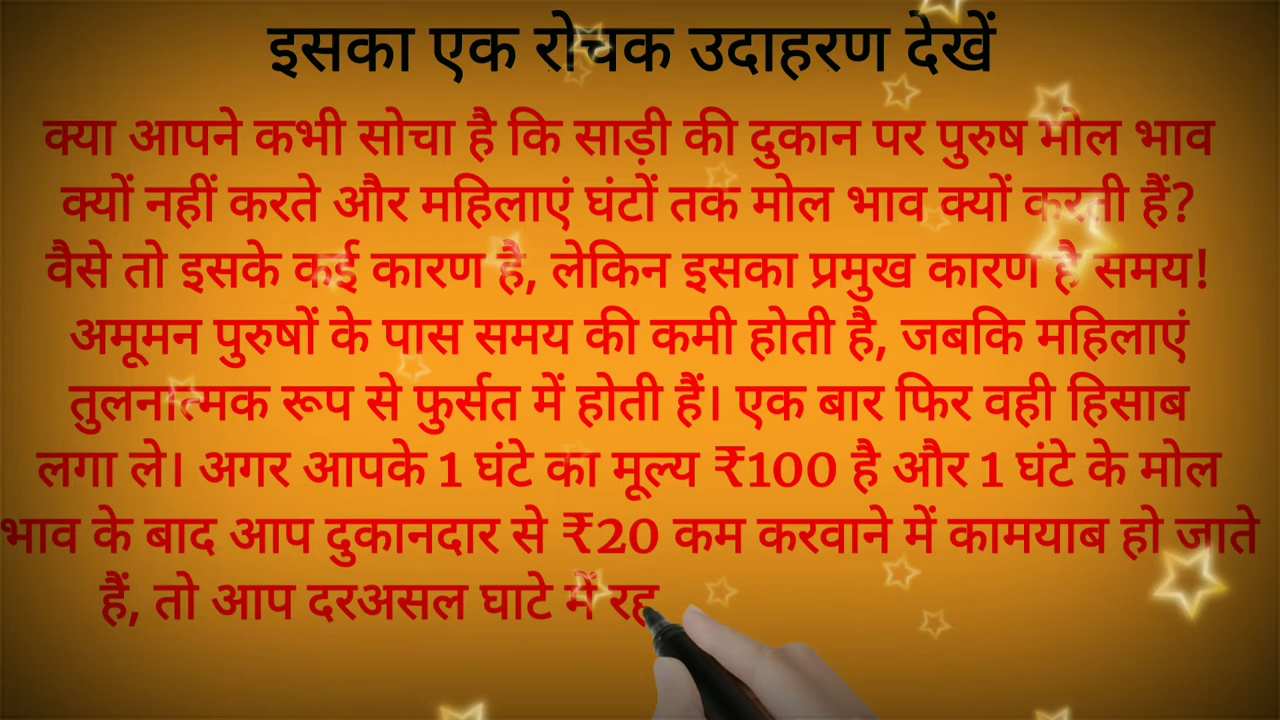 इसका एक रोचक उदाहरण देखें
क्या आपने कभी सोचा है कि साड़ी की दुकान पर पुरुष मोल भाव
क्यों नहीं करते और महिलाएं घंटों तक मोल भाव क्यों करती हैं?
वैसे तो इसके कई कारण है, लेकिन इसका प्रमुख कारण है समय!
अमूमन पुरुषों के पास समय की कमी होती है, जबकि महिलाएं
तुलनात्मक रूप से फुर्सत में होती हैं। एक बार फिर वही हिसाब
लगा ले। अगर आपके 1 घंटे का मूल्य ₹100 है और 1 घंटे के मोल
भाव के बाद आप दुकानदार से ₹20 कम करवाने में कामयाब हो जाते
हैं, तो आप दरअसल घाटे में रह